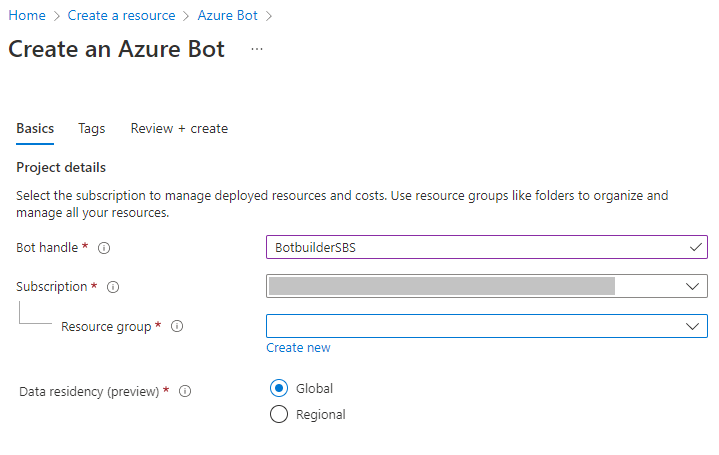 Home > Create a resource > Azure Bot >
Create an Azure Bot ...
Basics Tags Review + create
Project details
Select the subscription to manage deployed resources and costs. Use resource groups like folders to organize and
manage all your resources.
Bot handle * BotbuilderSBS
Subscription *
Resource group *
Create new
Data residency (preview) * Global
Regional